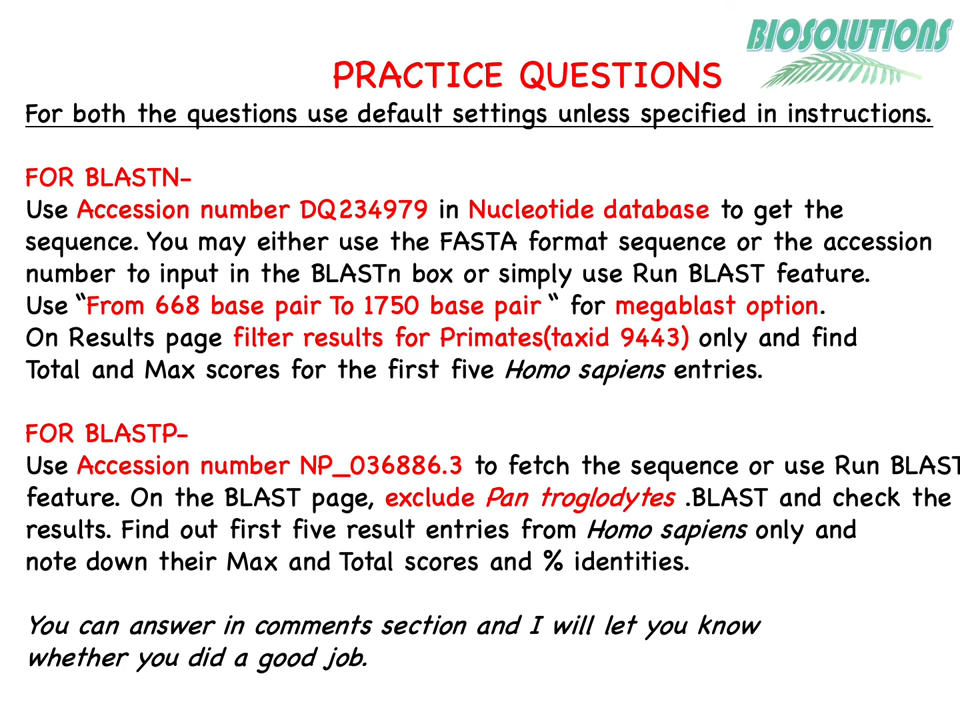 BIOSOLUTIONS
PRACTICE QUESTIONS
For both the questions use default settings unless specified in instructions.
FOR BLASTN-
Use Accession number DQ234979 in Nucleotide database to get the
sequence. You may either use the FASTA format sequence or the accession
number to input in the BLASTn box or simply use Run BLAST feature.
Use “From 668 base pair To 1750 base pair “ for megablast option.
On Results page filter results for Primates(taxid 9443) only and find
Total and Max scores for the first five Homo sapiens entries.
FOR BLASTP-
Use Accession number NP_036886.3 to fetch the sequence or use Run BLAST
feature. On the BLAST page, exclude Pan troglodytes .BLAST and check the
results. Find out first five result entries from Homo sapiens only and
note down their Max and Total scores and % identities.
You can answer in comments section and I will let you know
whether you did a good job.